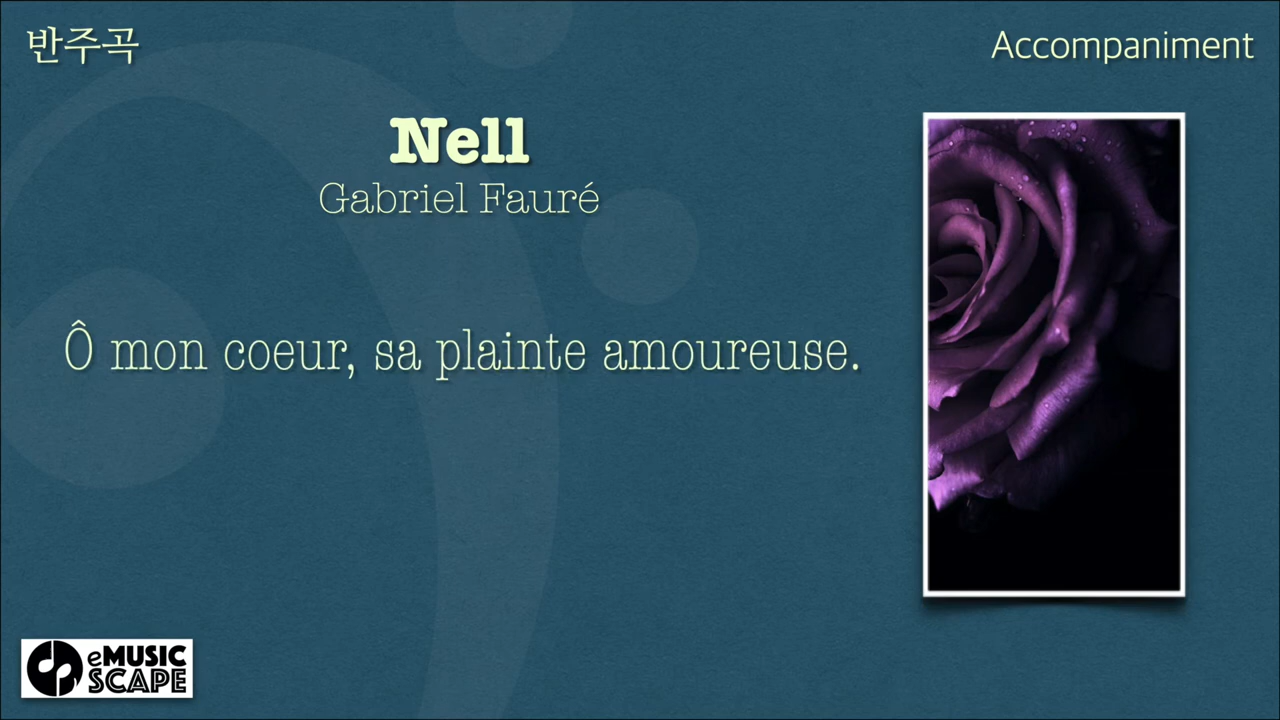 반주곡
Accompaniment
Nell
Gabriel Fauré
Ô mon coeur, sa plainte amoureuse.
eMUSIC
SCAPE